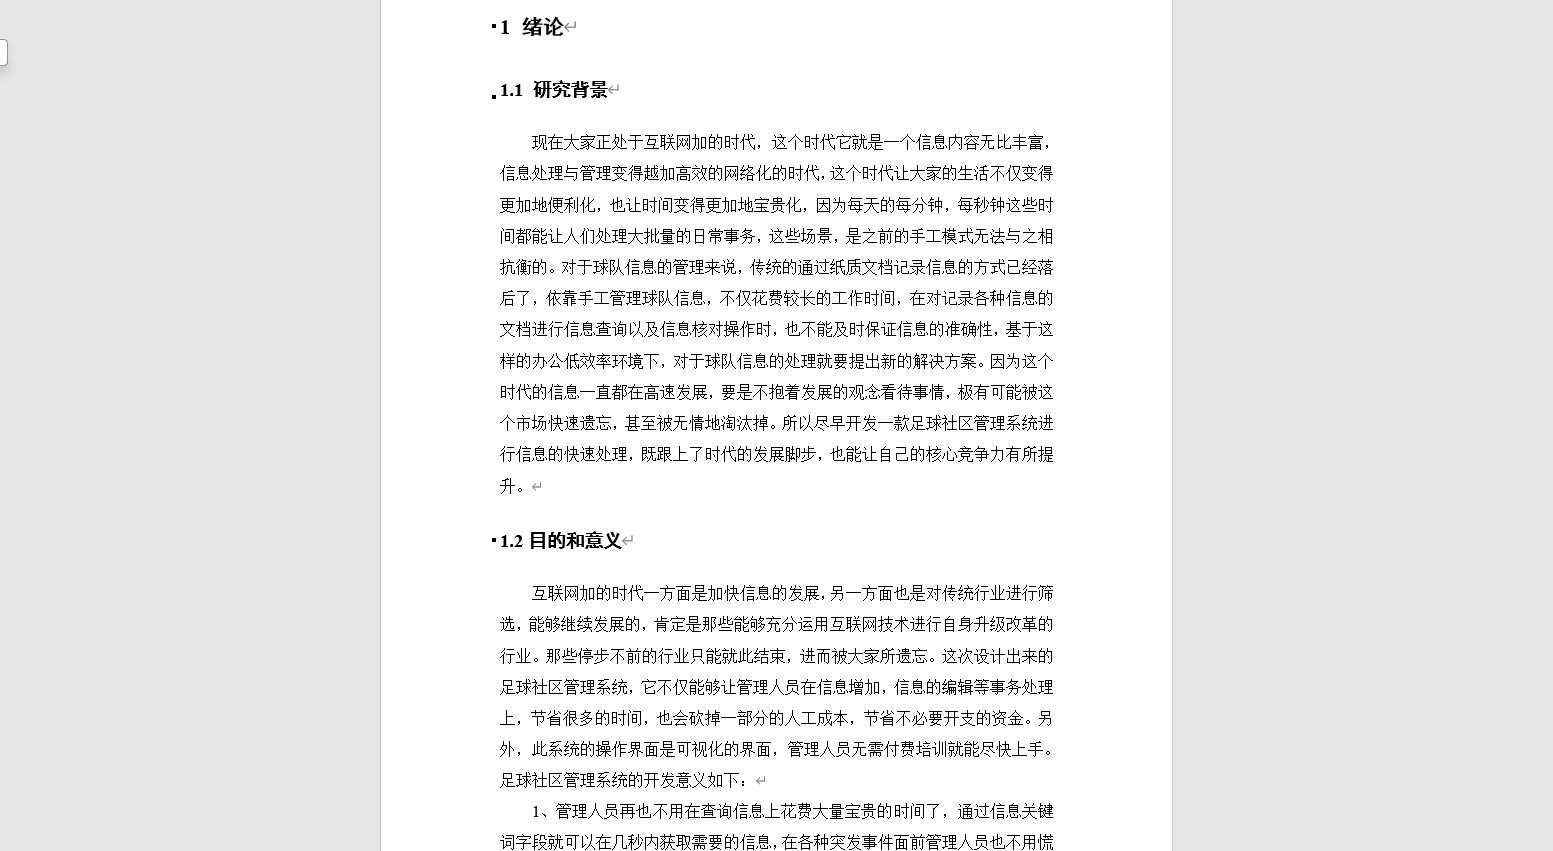 1 绪论
1.1 研究背景
现在大家正处于互联网加的时代，这个时代它就是一个信息内容无比丰富，
信息处理与管理变得越加高效的网络化的时代，这个时代让大家的生活不仅变得
更加地便利化，也让时间变得更加地宝贵化，因为每天的每分钟，每秒钟这些时
间都能让人们处理大批量的日常事务，这些场景，是之前的手工模式无法与之相
抗衡的。对于球队信息的管理来说，传统的通过纸质文档记录信息的方式已经落
后了，依靠手工管理球队信息，不仅花费较长的工作时间，在对记录各种信息的
文档进行信息查询以及信息核对操作时，也不能及时保证信息的准确性，基于这
样的办公低效率环境下，对于球队信息的处理就要提出新的解决方案。因为这个
时代的信息一直都在高速发展，要是不抱着发展的观念看待事情，极有可能被这
个市场快速遗忘，甚至被无情地淘汰掉。所以尽早开发一款足球社区管理系统进
行信息的快速处理，既跟上了时代的发展脚步，也能让自己的核心竞争力有所提
升。
1.2 目的和意义
互联网加的时代一方面是加快信息的发展，另一方面也是对传统行业进行筛
选，能够继续发展的，肯定是那些能够充分运用互联网技术进行自身升级改革的
行业。那些停步不前的行业只能就此结束，进而被大家所遗忘。这次设计出来的
足球社区管理系统，它不仅能够让管理人员在信息增加，信息的编辑等事务处理
上，节省很多的时间，也会砍掉一部分的人工成本，节省不必要开支的资金。另
外，此系统的操作界面是可视化的界面，管理人员无需付费培训就能尽快上手。
足球社区管理系统的开发意义如下：
1、管理人员再也不用在查询信息上花费大量宝贵的时间了，通过信息关键
词字段就可以在几秒内获取需要的信息，在各种突发事件面前管理人员也不用慌